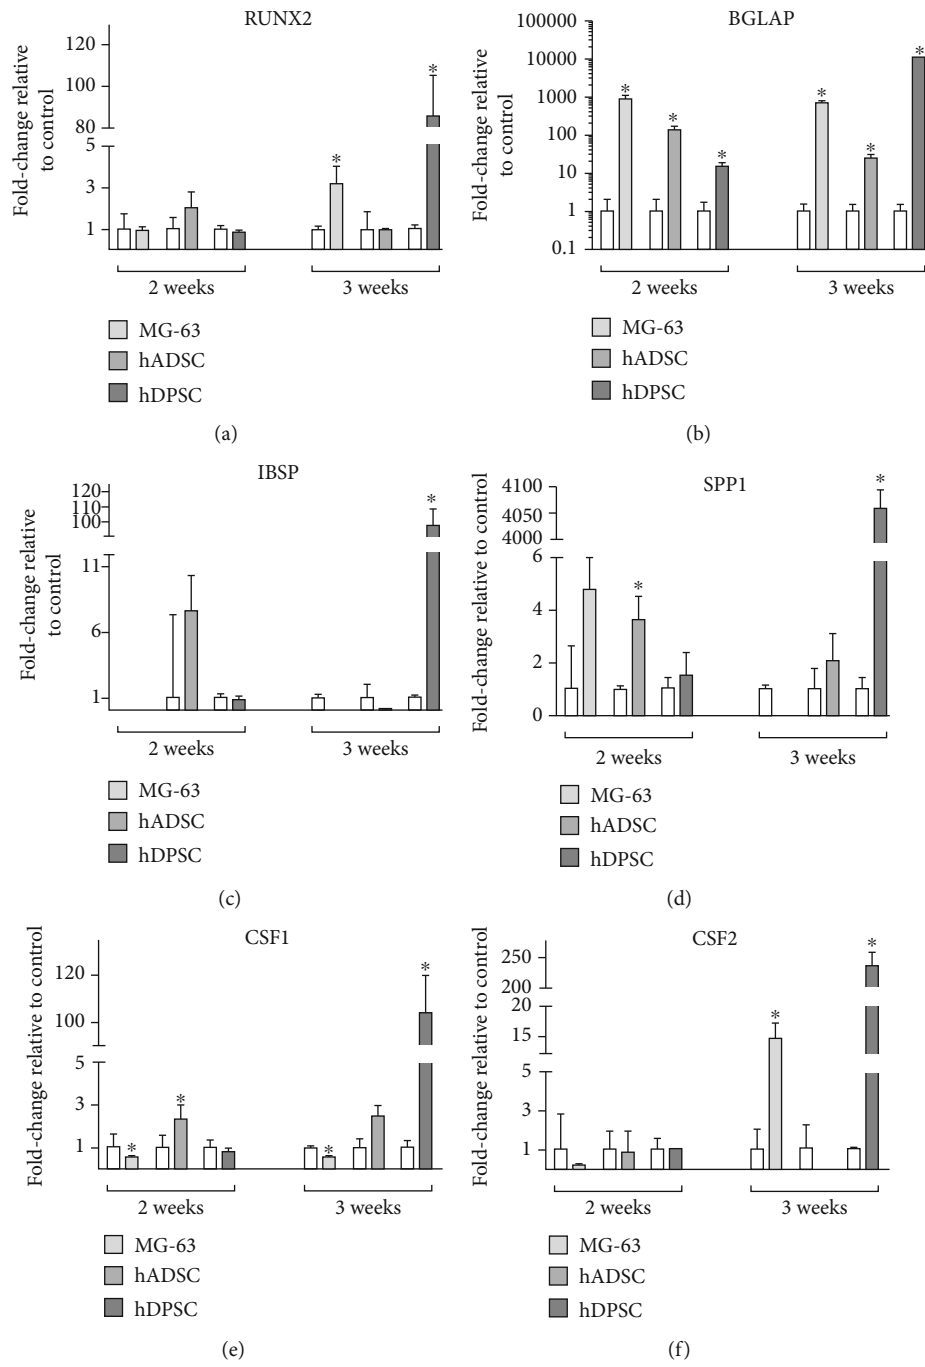 RUNX2
Fold-change relative
to control
120
100
80
5
3
1
*
*
2 weeks
3 weeks
MG-63
hADSC
hDPSC
(a)
BGLAP
Fold-change relative
to control
100000
10000
1000
100
10
1
0.1
*
*
*
*
*
*
2 weeks
3 weeks
MG-63
hADSC
hDPSC
(b)
IBSP
Fold-change relative
to control
120
110
100
11
6
1
*
2 weeks
3 weeks
MG-63
hADSC
hDPSC
(c)
SPP1
Fold-change relative to control
4100
4050
4000
6
4
2
0
*
*
2 weeks
3 weeks
MG-63
hADSC
hDPSC
(d)
CSF1
Fold-change relative to control
120
100
5
3
1
*
*
*
*
2 weeks
3 weeks
MG-63
hADSC
hDPSC
(e)
CSF2
Fold-change relative to control
250
200
20
15
5
3
1
*
*
2 weeks
3 weeks
MG-63
hADSC
hDPSC
(f)